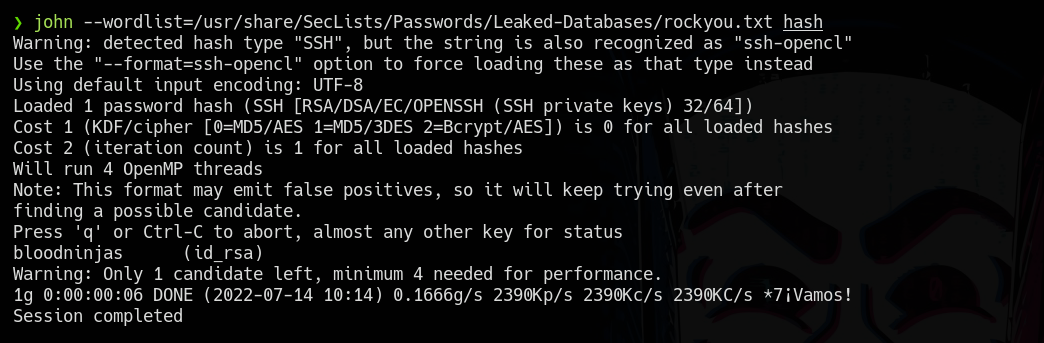 ❯ john --wordlist=/usr/share/SecLists/Passwords/Leaked-Databases/rockyou.txt hash
Warning: detected hash type "SSH", but the string is also recognized as "ssh-opencl"
Use the "--format=ssh-opencl" option to force loading these as that type instead
Using default input encoding: UTF-8
Loaded 1 password hash (SSH [RSA/DSA/EC/OPENSSH (SSH private keys) 32/64])
Cost 1 (KDF/cipher [0=MD5/AES 1=MD5/3DES 2=Bcrypt/AES]) is 0 for all loaded hashes
Cost 2 (iteration count) is 1 for all loaded hashes
Will run 4 OpenMP threads
Note: This format may emit false positives, so it will keep trying even after
finding a possible candidate.
Press 'q' or Ctrl-C to abort, almost any other key for status
bloodninjas      (id_rsa)
Warning: Only 1 candidate left, minimum 4 needed for performance.
1g 0:00:00:06 DONE (2022-07-14 10:14) 0.1666g/s 2390Kp/s 2390Kc/s 2390KC/s *7¡Vamos!
Session completed